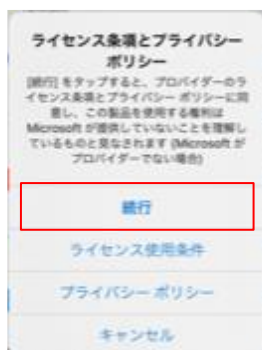 ライセンス条項とプライバシー
ポリシー
[続行] をタップすると、プロバイダーのラ
イセンス条項とプライバシー ポリシーに同
意し、この製品を使用する権利は
Microsoft が提供していないことを理解し
ているものと見なされます (Microsoft が
プロバイダーでない場合)
続行
ライセンス使用条件
プライバシー ポリシー
キャンセル